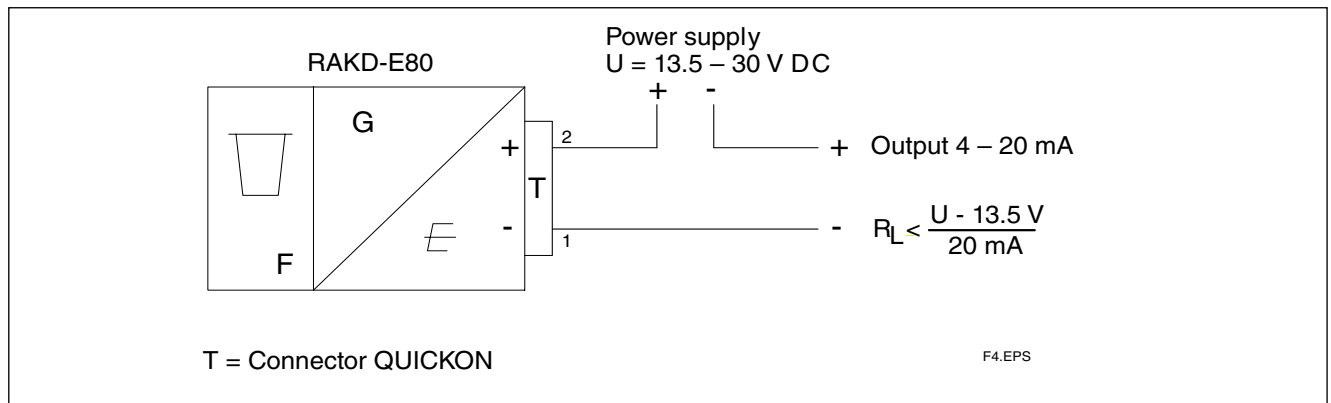 Power supply
RAKD-E80
U = 13.5 – 30 V DC
+ -
G
+ 2 + Output 4 – 20 mA
T
- 1 - RL < U - 13.5 V
20 mA
F
T = Connector QUICKON
F4.EPS